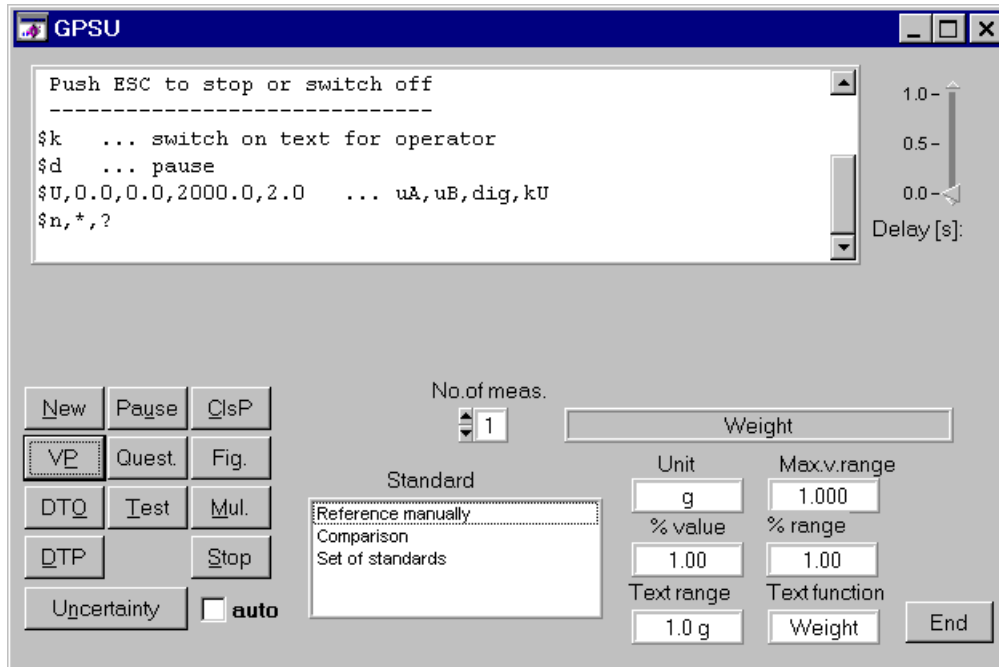 GPSU
Push ESC to stop or switch off
------------------------------
$k ... switch on text for operator
$d ... pause
$U,0.0,0.0,2000.0,2.0 ... uA,uB,dig,kU
$n,*,?
1.0
0.5
0.0
Delay [s]:
New Pause ClsP
VP Quest. Fig.
DTO Test Mul.
DTP Stop
Uncertainty auto
No.of meas.
1
Standard
Reference manually
Comparison
Set of standards
Weight
Unit Max.v.range
g 1.000
% value % range
1.00 1.00
Text range Text function
1.0 g Weight
End